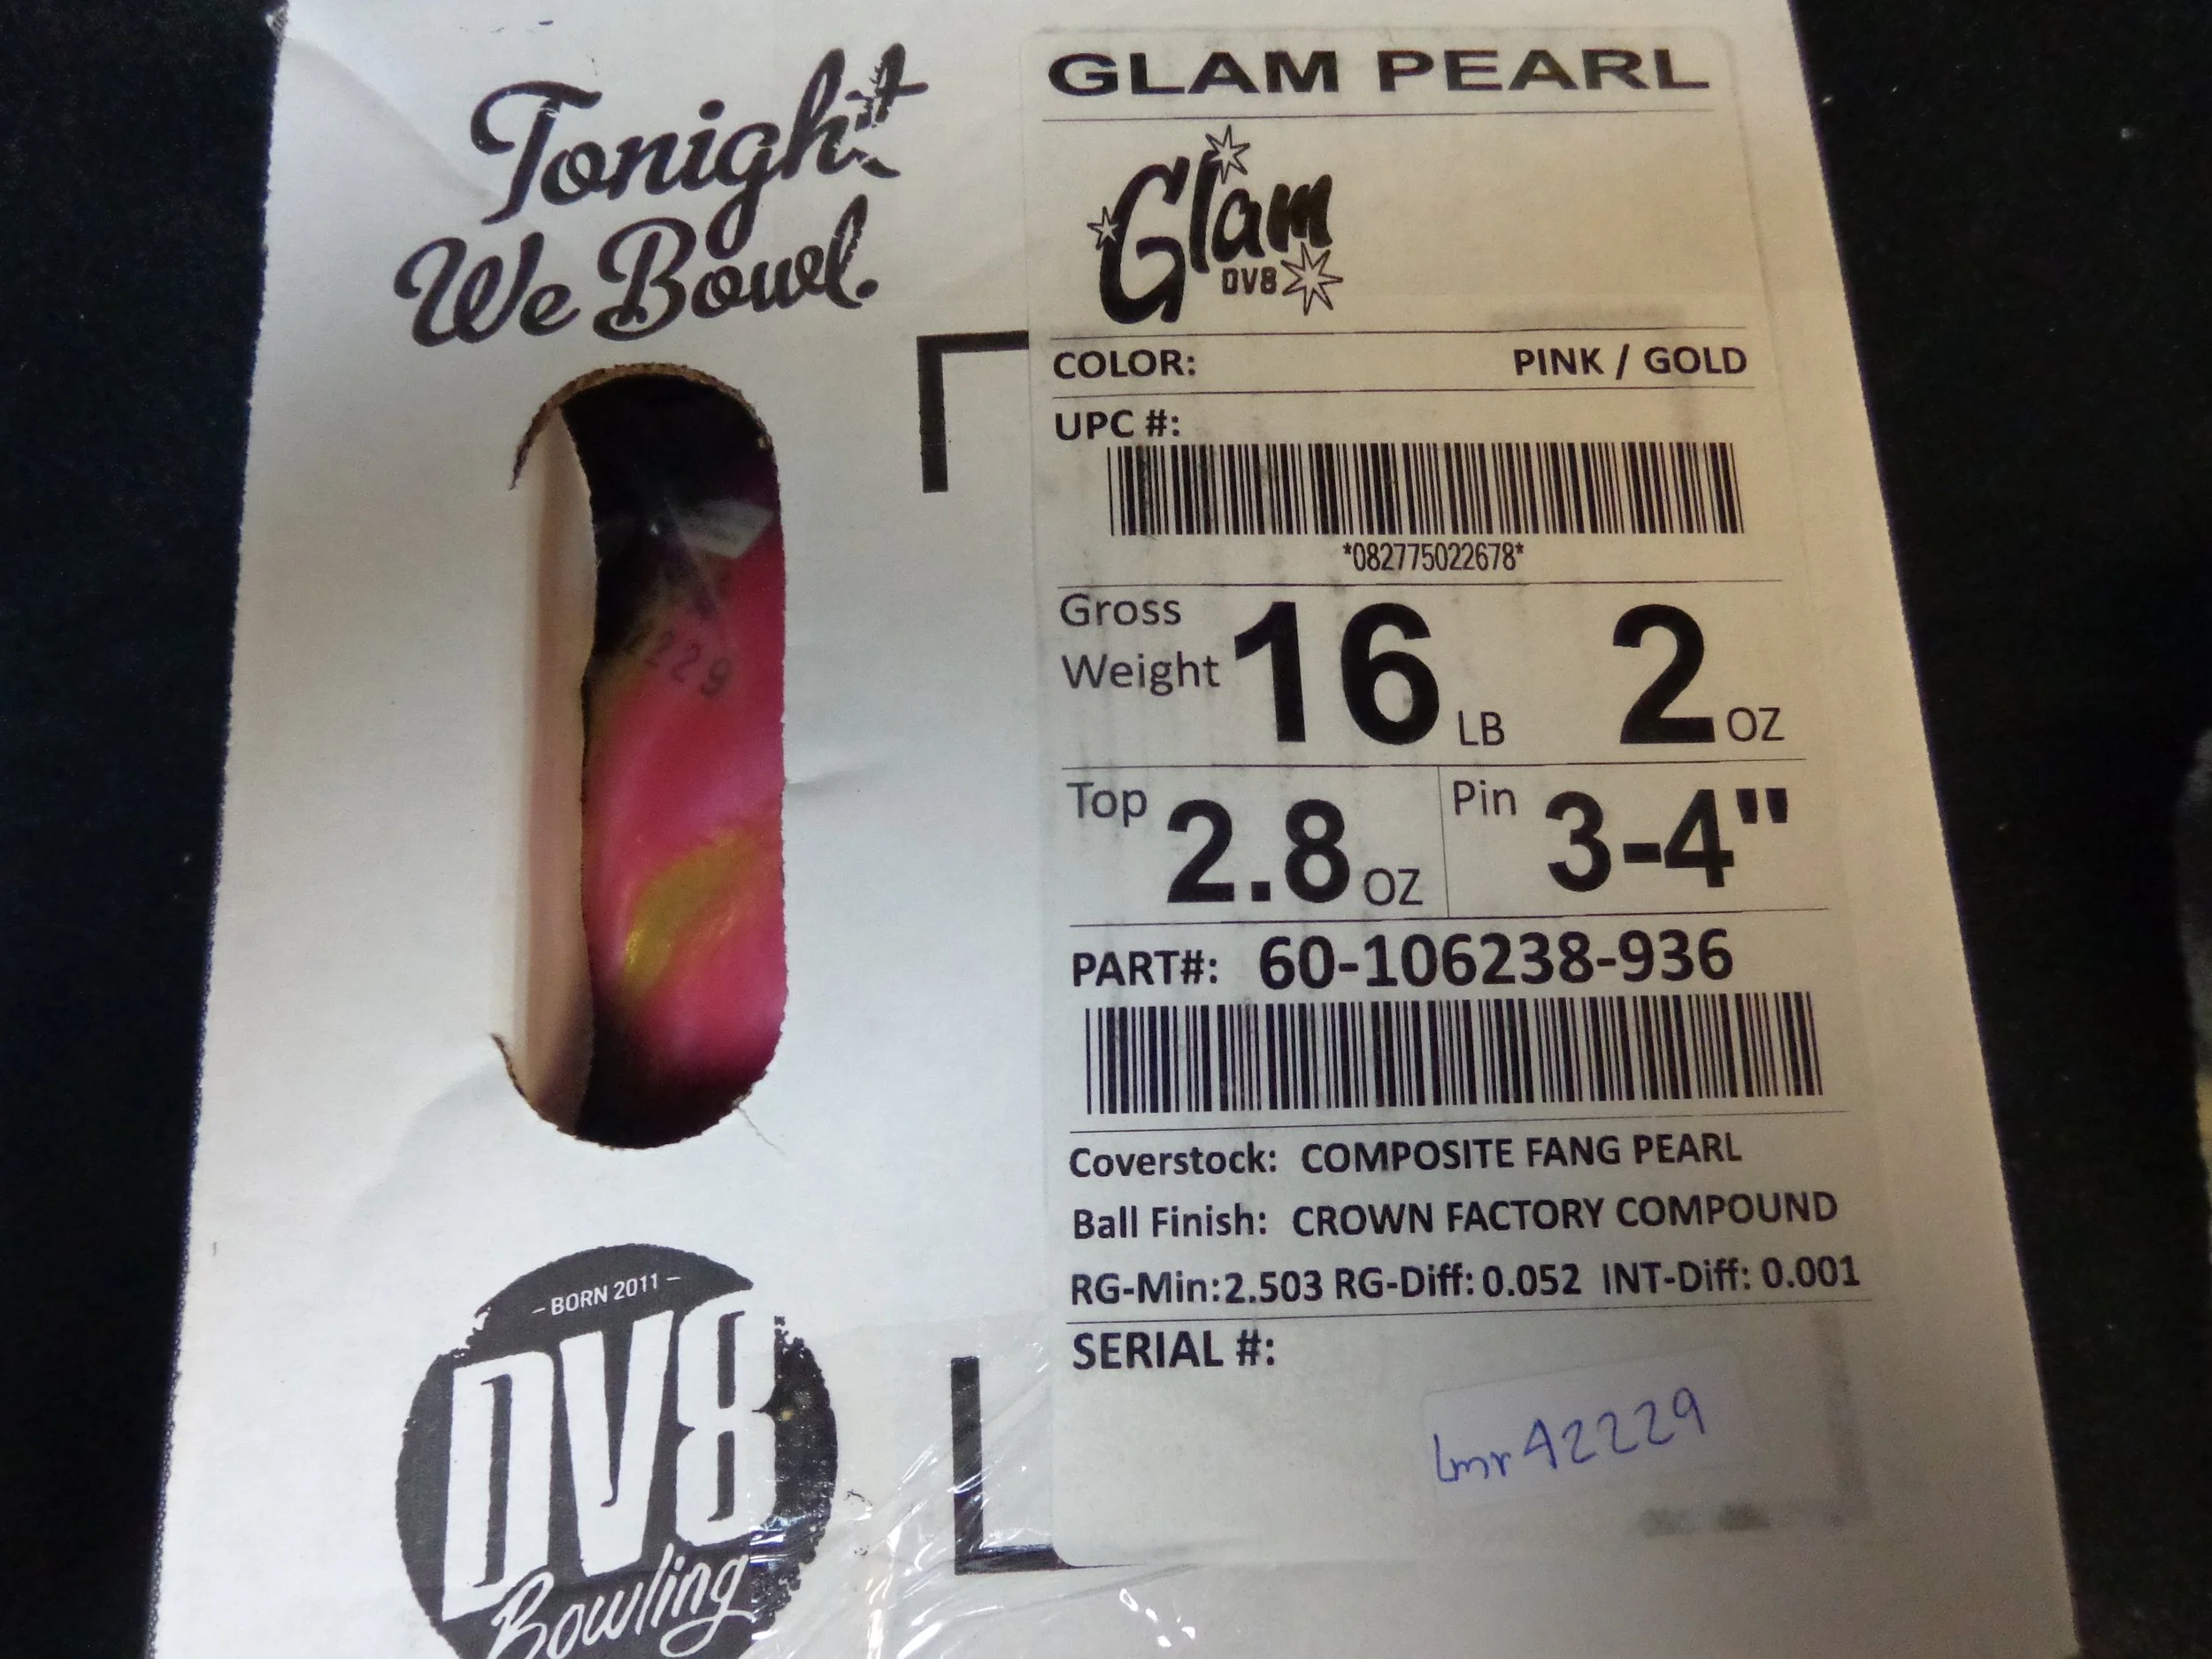 Tonight
We Bowl.
2229
- BORN 2011 -
DV8
Bowling
GLAM PEARL
Glam
DV8
COLOR: PINK / GOLD
UPC #:
*082775022678*
Gross
Weight 16 LB 2 OZ
Top 2.8 OZ Pin 3-4"
PART#: 60-106238-936
Coverstock: COMPOSITE FANG PEARL
Ball Finish: CROWN FACTORY COMPOUND
RG-Min:2.503 RG-Diff: 0.052 INT-Diff: 0.001
SERIAL #: